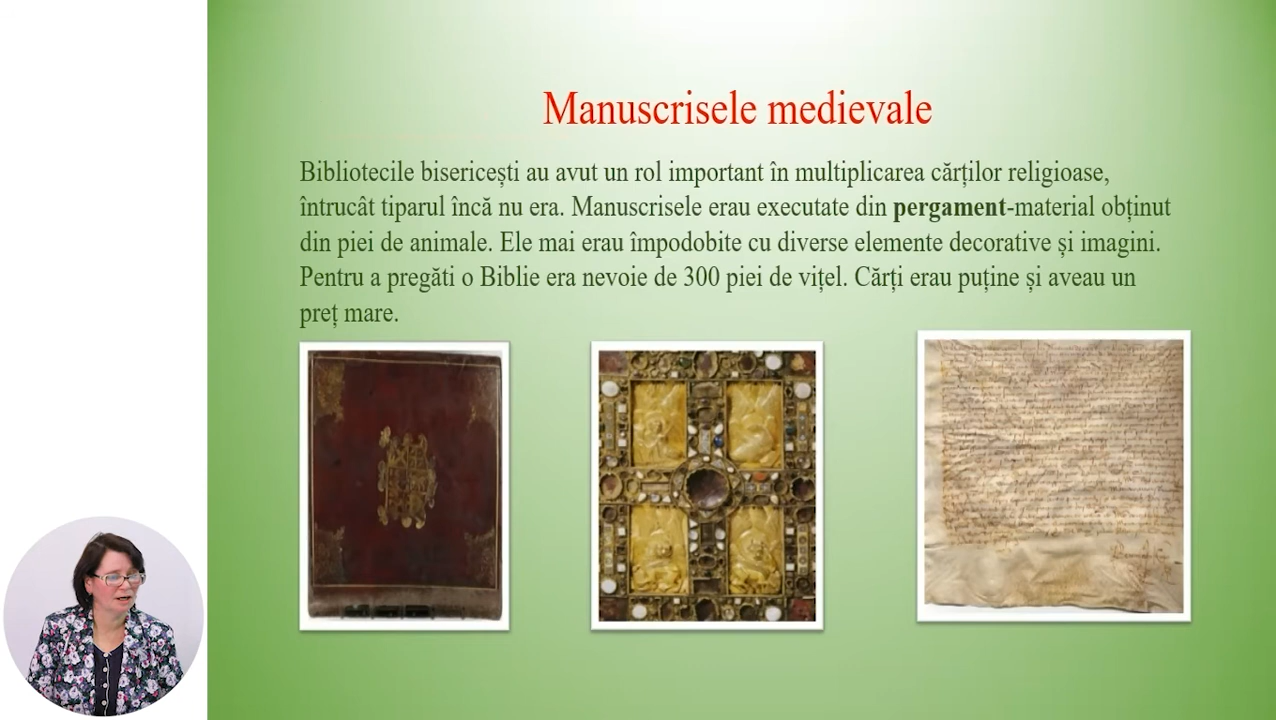 Manuscrisele medievale
Bibliotecile bisericești au avut un rol important în multiplicarea cărților religioase,
întrucât tiparul încă nu era. Manuscrisele erau executate din pergament-material obținut
din piei de animale. Ele mai erau împodobite cu diverse elemente decorative și imagini.
Pentru a pregăti o Biblie era nevoie de 300 piei de vițel. Cărți erau puține și aveau un
preț mare.